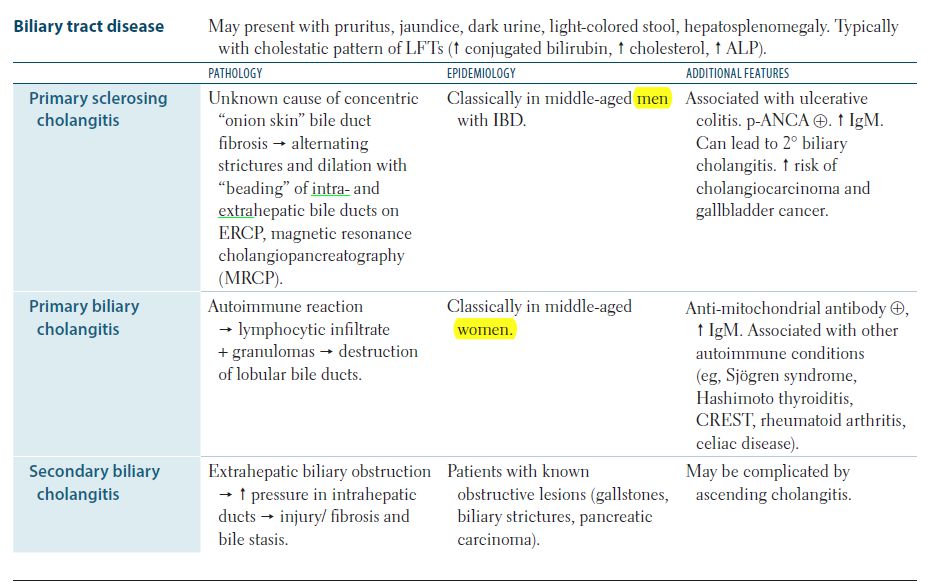 Biliary tract disease
May present with pruritus, jaundice, dark urine, light-colored stool, hepatosplenomegaly. Typically
with cholestatic pattern of LFTs (↑ conjugated bilirubin, ↑ cholesterol, ↑ ALP).
PATHOLOGY
EPIDEMIOLOGY
ADDITIONAL FEATURES
Primary sclerosing
cholangitis
Unknown cause of concentric
“onion skin” bile duct
fibrosis → alternating
strictures and dilation with
“beading” of intra- and
extrahepatic bile ducts on
ERCP, magnetic resonance
cholangiopancreatography
(MRCP).
Classically in middle-aged men
with IBD.
Associated with ulcerative
colitis. p-ANCA ⊕. ↑ IgM.
Can lead to 2° biliary
cholangitis. ↑ risk of
cholangiocarcinoma and
gallbladder cancer.
Primary biliary
cholangitis
Autoimmune reaction
→ lymphocytic infiltrate
+ granulomas → destruction
of lobular bile ducts.
Classically in middle-aged
women.
Anti-mitochondrial antibody ⊕,
↑ IgM. Associated with other
autoimmune conditions
(eg, Sjögren syndrome,
Hashimoto thyroiditis,
CREST, rheumatoid arthritis,
celiac disease).
Secondary biliary
cholangitis
Extrahepatic biliary obstruction
→ ↑ pressure in intrahepatic
ducts → injury/ fibrosis and
bile stasis.
Patients with known
obstructive lesions (gallstones,
biliary strictures, pancreatic
carcinoma).
May be complicated by
ascending cholangitis.